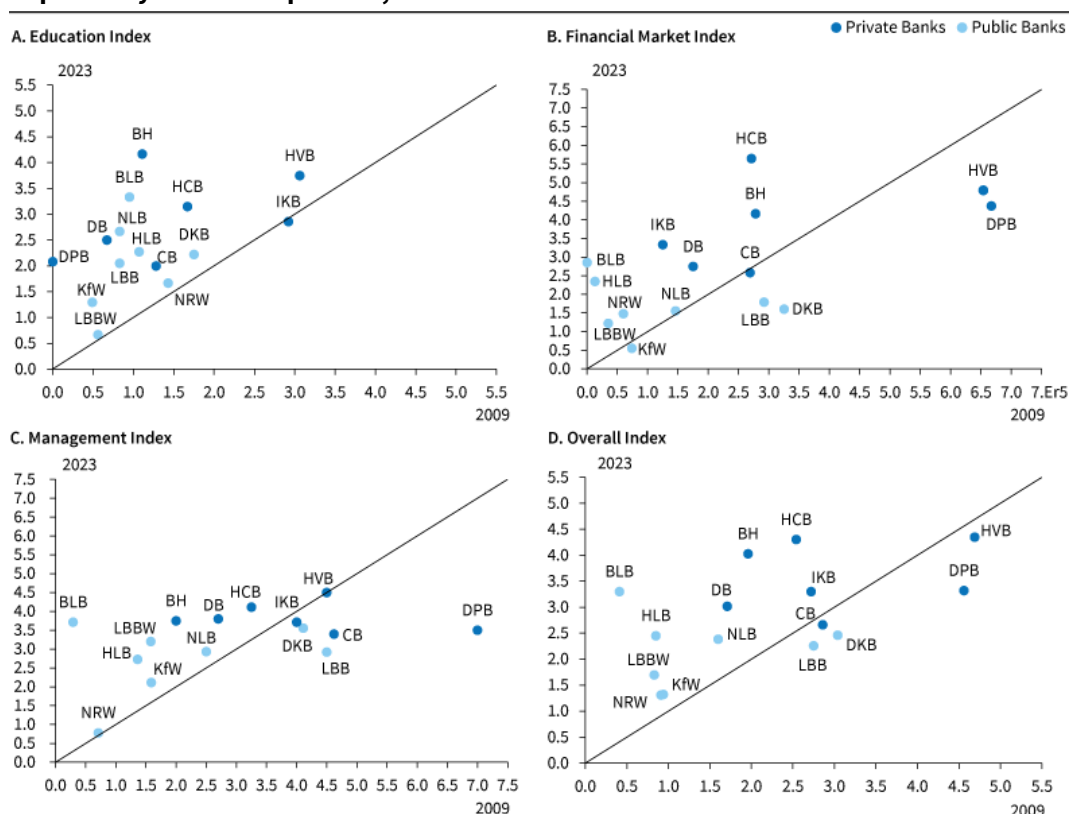 Private Banks Public Banks
A. Education Index
2023
5.5
5.0
4.5
4.0
3.5
3.0
2.5
2.0
1.5
1.0
0.5
0.0
BH
HVB
BLB
HCB
IKB
NLB
DB
HLB
DKB
DPB
CB
LBB
KfW
NRW
LBBW
0.0 0.5 1.0 1.5 2.0 2.5 3.0 3.5 4.0 4.5 5.0 5.5
2009
B. Financial Market Index
2023
7.5
7.0
6.5
6.0
5.5
5.0
4.5
4.0
3.5
3.0
2.5
2.0
1.5
1.0
0.5
0.0
HCB
HVB
BH
DPB
IKB
DB
CB
BLB
HLB
NLB
NRW
DKB
LBB
LBBW
KfW
0.0 0.5 1.0 1.5 2.0 2.5 3.0 3.5 4.0 4.5 5.0 5.5 6.0 6.5 7.0 7.Er5
2009
C. Management Index
2023
7.5
7.0
6.5
6.0
5.5
5.0
4.5
4.0
3.5
3.0
2.5
2.0
1.5
1.0
0.5
0.0
HVB
HCB
BLB
BH
DB
IKB
DPB
LBBW
NLB
CB
DKB
HLB
LBB
KfW
NRW
0.0 0.5 1.0 1.5 2.0 2.5 3.0 3.5 4.0 4.5 5.0 5.5 6.0 6.5 7.0 7.5
2009
D. Overall Index
2023
5.5
5.0
4.5
4.0
3.5
3.0
2.5
2.0
1.5
1.0
0.5
0.0
HCB
BH
HVB
BLB
IKB
DPB
DB
HLB
CB
NLB
DKB
LBBW
LBB
KfW
NRW
0.0 0.5 1.0 1.5 2.0 2.5 3.0 3.5 4.0 4.5 5.0 5.5
2009